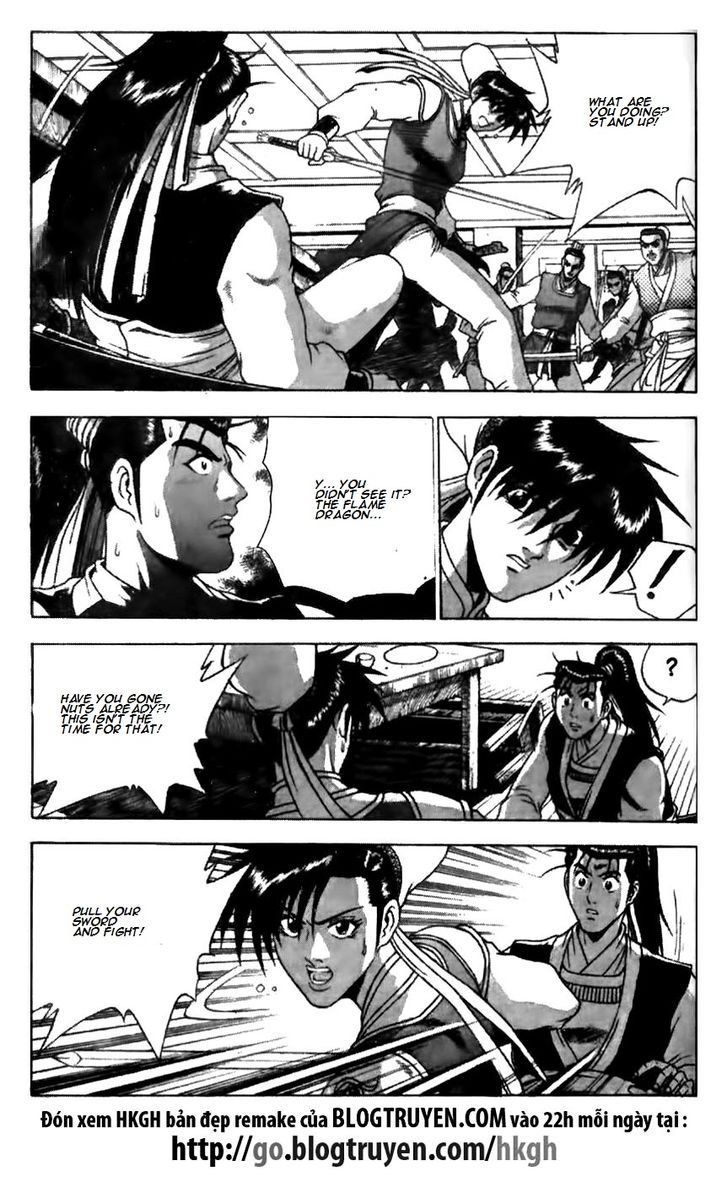 WHAT ARE
YOU DOING?
STAND UP!
Y... YOU
DIDN'T SEE IT?
THE FLAME
DRAGON...
!
?
HAVE YOU GONE
NUTS ALREADY?!
THIS ISN'T THE
TIME FOR THAT!
PULL YOUR
SWORD
AND FIGHT!
Đón xem HKGH bản đẹp remake của BLOGTRUYEN.COM vào 22h mỗi ngày tại :
http://go.blogtruyen.com/hkgh